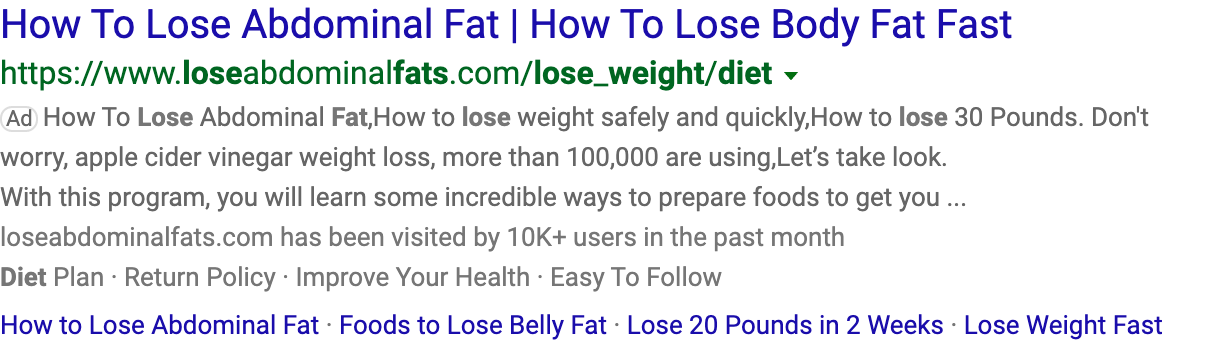 How To Lose Abdominal Fat | How To Lose Body Fat Fast
https://www.loseabdominalfats.com/lose_weight/diet
Ad How To Lose Abdominal Fat,How to lose weight safely and quickly,How to lose 30 Pounds. Don't
worry, apple cider vinegar weight loss, more than 100,000 are using,Let’s take look.
With this program, you will learn some incredible ways to prepare foods to get you ...
loseabdominalfats.com has been visited by 10K+ users in the past month
Diet Plan · Return Policy · Improve Your Health · Easy To Follow
How to Lose Abdominal Fat · Foods to Lose Belly Fat · Lose 20 Pounds in 2 Weeks · Lose Weight Fast